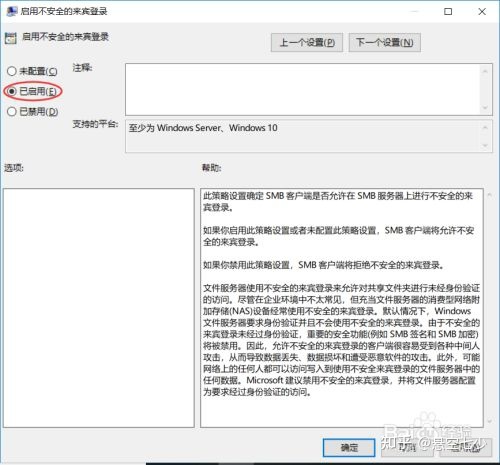 启用不安全的来宾登录
启用不安全的来宾登录
上一个设置(P)
下一个设置(N)
未配置(C)
注释:
已启用(E)
已禁用(D)
支持的平台:
至少为 Windows Server、Windows 10
选项:
帮助:
此策略设置确定 SMB 客户端是否允许在 SMB 服务器上进行不安全的来
宾登录。
如果你启用此策略设置或者未配置此策略设置，SMB 客户端将允许不安
全的来宾登录。
如果你禁用此策略设置，SMB 客户端将拒绝不安全的来宾登录。
文件服务器使用不安全的来宾登录来允许对共享文件夹进行未经身份验证
的访问。尽管在企业环境中不太常见，但充当文件服务器的消费型网络附
加存储(NAS)设备经常使用不安全的来宾登录。默认情况下，Windows
文件服务器要求身份验证并且不会使用不安全的来宾登录。由于不安全的
来宾登录未经过身份验证，重要的安全功能(例如 SMB 签名和 SMB 加密)
将被禁用。因此，允许不安全的来宾登录的客户端很容易受到各种中间人
攻击，从而导致数据丢失、数据损坏和遭受恶意软件的攻击。此外，可能
网络上的任何人都可以访问写入到使用不安全来宾登录的文件服务器中的
任何数据。Microsoft 建议禁用不安全的来宾登录，并将文件服务器配置
为要求经过身份验证的访问。
确定
取消
知乎